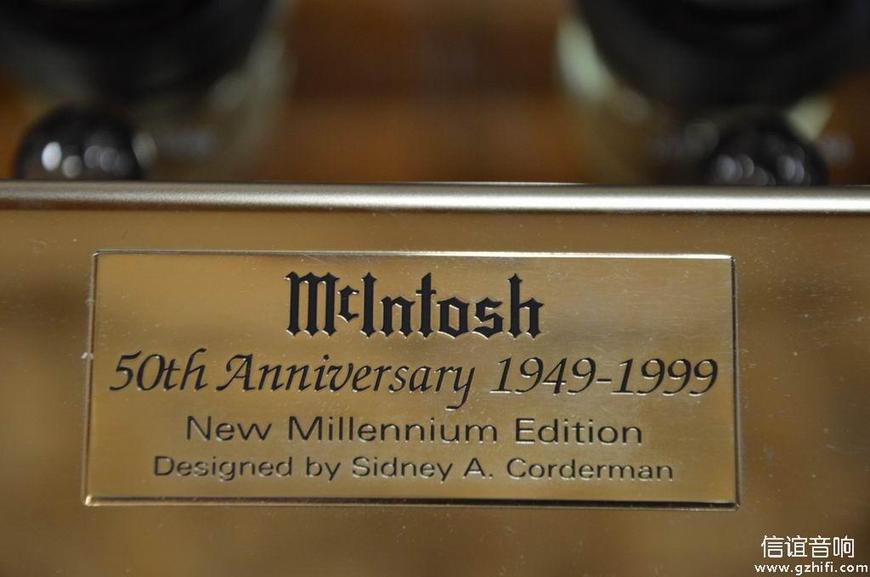 McIntosh
50th Anniversary 1949-1999
New Millennium Edition
Designed by Sidney A. Corderman
信谊音响
www.gzhifi.com